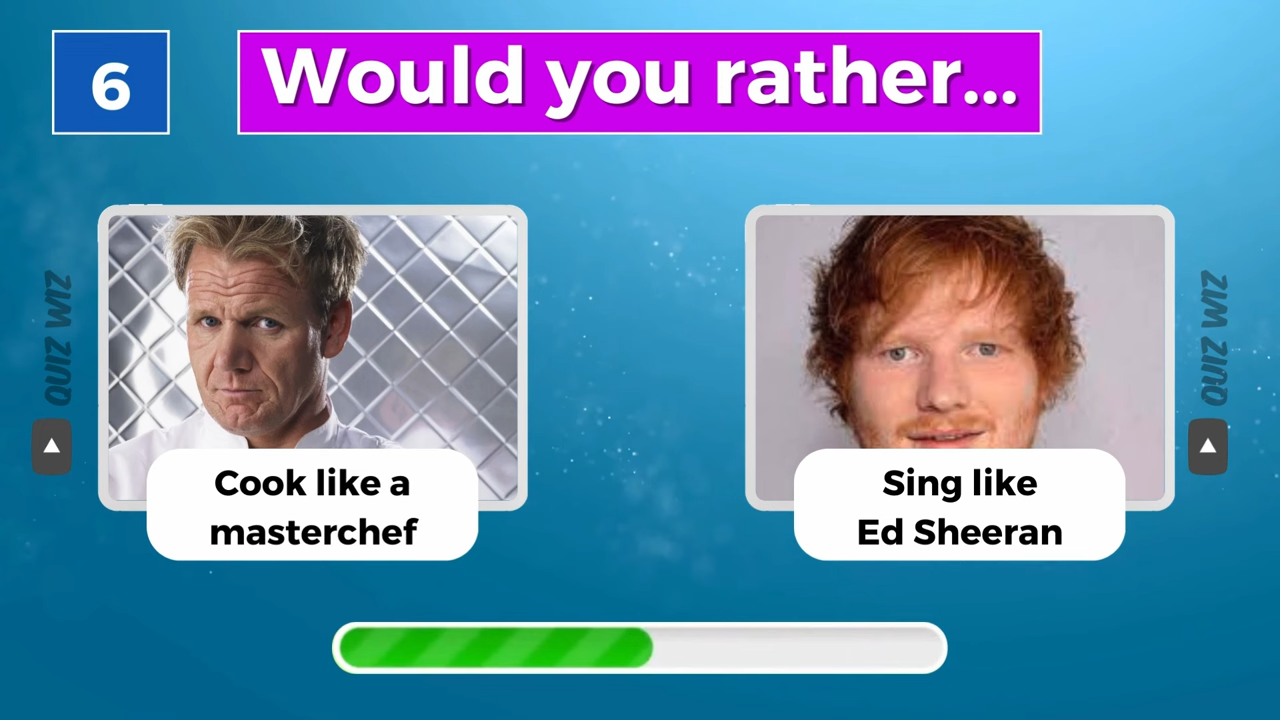 6
Would you rather...
QUIZ WIZ
QUIZ WIZ
Cook like a
masterchef
Sing like
Ed Sheeran